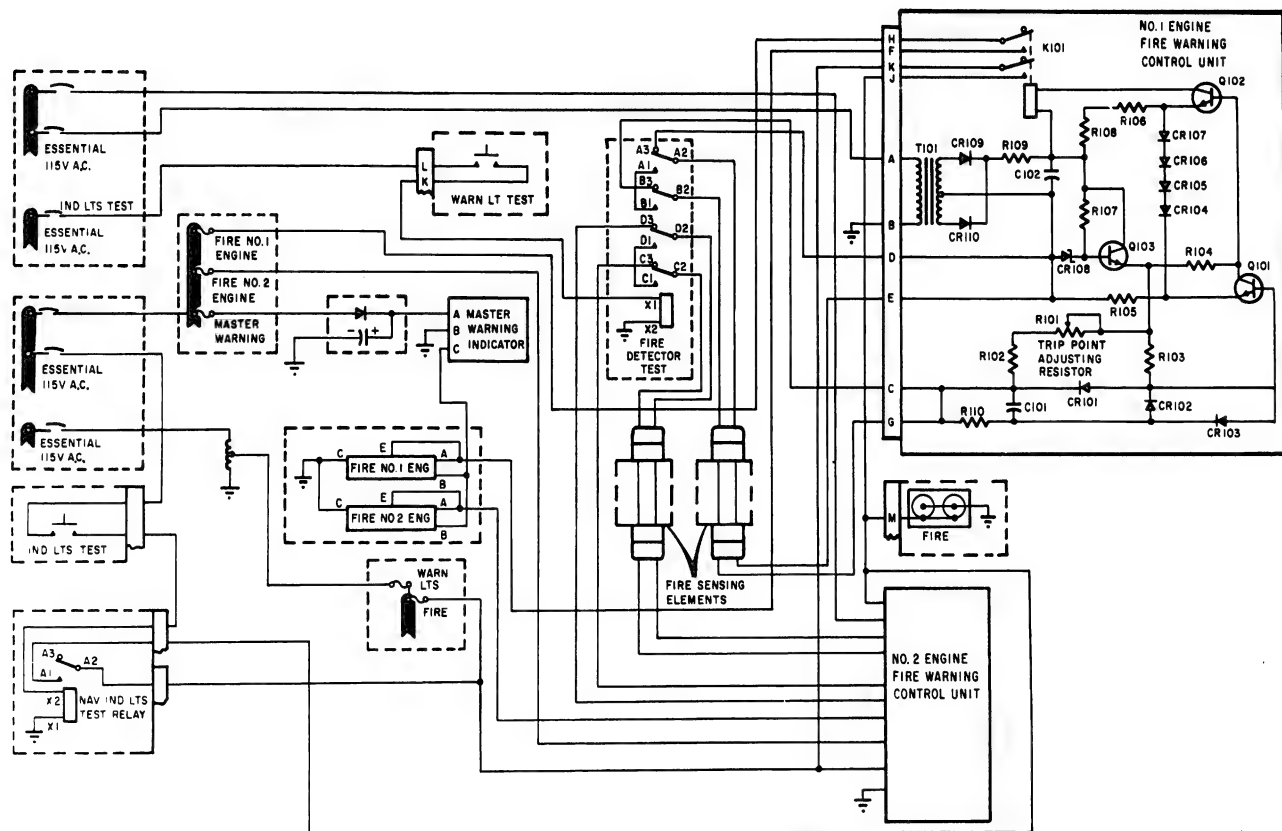 NO.1 ENGINE
FIRE WARNING
CONTROL UNIT
H
F
K
J
K101
Q102
R106
R108
CR107
CR106
CR105
CR104
A
T101
CR109
R109
C102
R107
B
CR110
D
CR108
Q103
R104
Q101
E
R105
R101
TRIP POINT
ADJUSTING
RESISTOR
R102
R103
C
CR101
C101
CR102
G
R110
CR103
ESSENTIAL
115V A.C.
IND LTS TEST
ESSENTIAL
115V A.C.
L
K
WARN LT TEST
A3
A2
A1
B3
B2
B1
D3
D2
D1
C3
C2
C1
X1
X2
FIRE
DETECTOR
TEST
FIRE NO.1
ENGINE
FIRE NO.2
ENGINE
MASTER
WARNING
- +
A MASTER
B WARNING
C INDICATOR
ESSENTIAL
115V A.C.
ESSENTIAL
115V A.C.
E
C
A
FIRE NO.1 ENG
B
E
C
A
FIRE NO.2 ENG
B
IND LTS TEST
WARN
LTS
FIRE
FIRE SENSING
ELEMENTS
M
FIRE
A3
A2
A1
X2
X1
NAV IND LTS
TEST RELAY
NO.2 ENGINE
FIRE WARNING
CONTROL UNIT